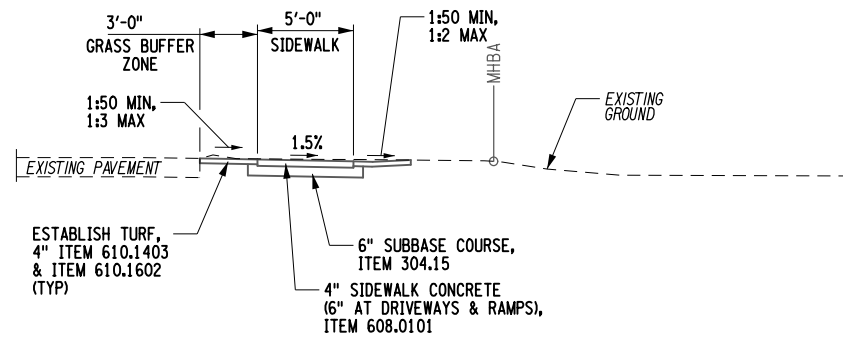 3'-0"
GRASS BUFFER
ZONE
5'-0"
SIDEWALK
1:50 MIN,
1:2 MAX
MHBA
EXISTING
GROUND
1:50 MIN,
1:3 MAX
1.5%
EXISTING PAVEMENT
ESTABLISH TURF,
4" ITEM 610.1403
& ITEM 610.1602
(TYP)
6" SUBBASE COURSE,
ITEM 304.15
4" SIDEWALK CONCRETE
(6" AT DRIVEWAYS & RAMPS),
ITEM 608.0101